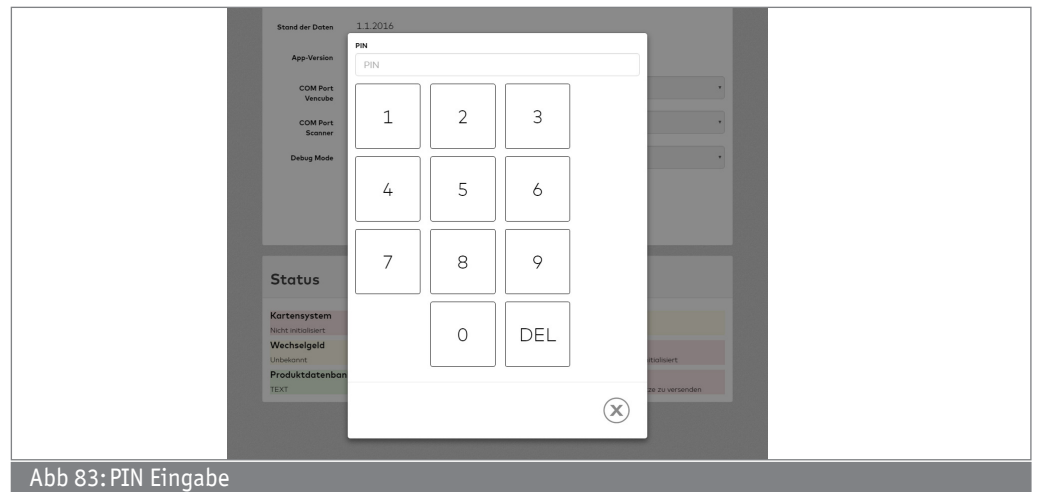 Stand der Daten 1.1.2016
PIN
App-Version
PIN
COM Port
Vencube
1 2 3
COM Port
Scanner
Debug Mode
4 5 6
7 8 9
Status
Kartensystem
Nicht initialisiert
0 DEL
Wechselgeld
Unbekannt
itialisiert
Produktdatenban
TEXT
ze zu versenden
X
Abb 83: PIN Eingabe